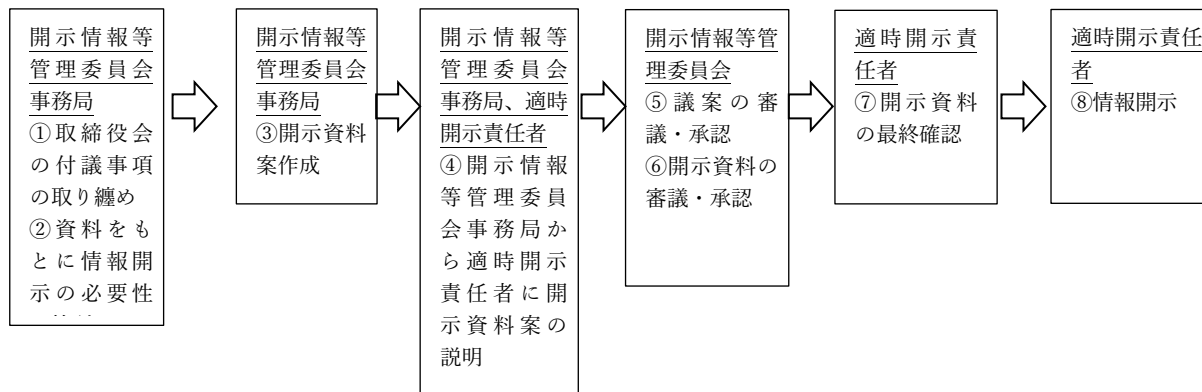 開示情報等
管理委員会
事務局
①取締役会
の付議事項
の取り纏め
②資料をも
とに情報開
示の必要性
開示情報等
管理委員会
事務局
③開示資料
案作成
開示情報等
管理委員会
事務局、適時
開示責任者
④開示情報
等管理委員
会事務局か
ら適時開示
責任者に開
示資料案の
説明
開示情報等管
理委員会
⑤議案の審
議・承認
⑥開示資料の
審議・承認
適時開示責
任者
⑦開示資料
の最終確認
適時開示責任
者
⑧情報開示